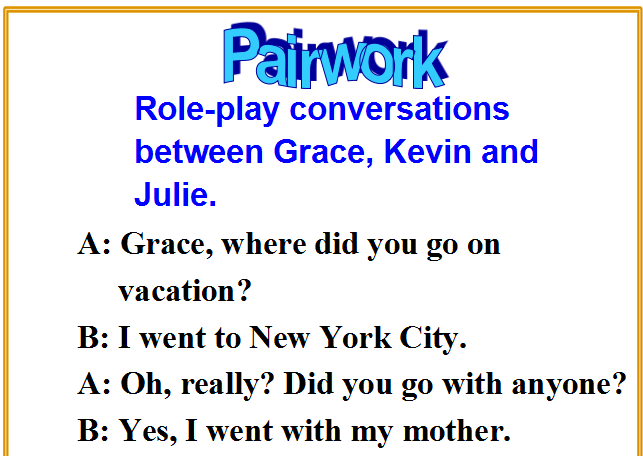 Pairwork
Role-play conversations
between Grace, Kevin and
Julie.
A: Grace, where did you go on
vacation?
B: I went to New York City.
A: Oh, really? Did you go with anyone?
B: Yes, I went with my mother.